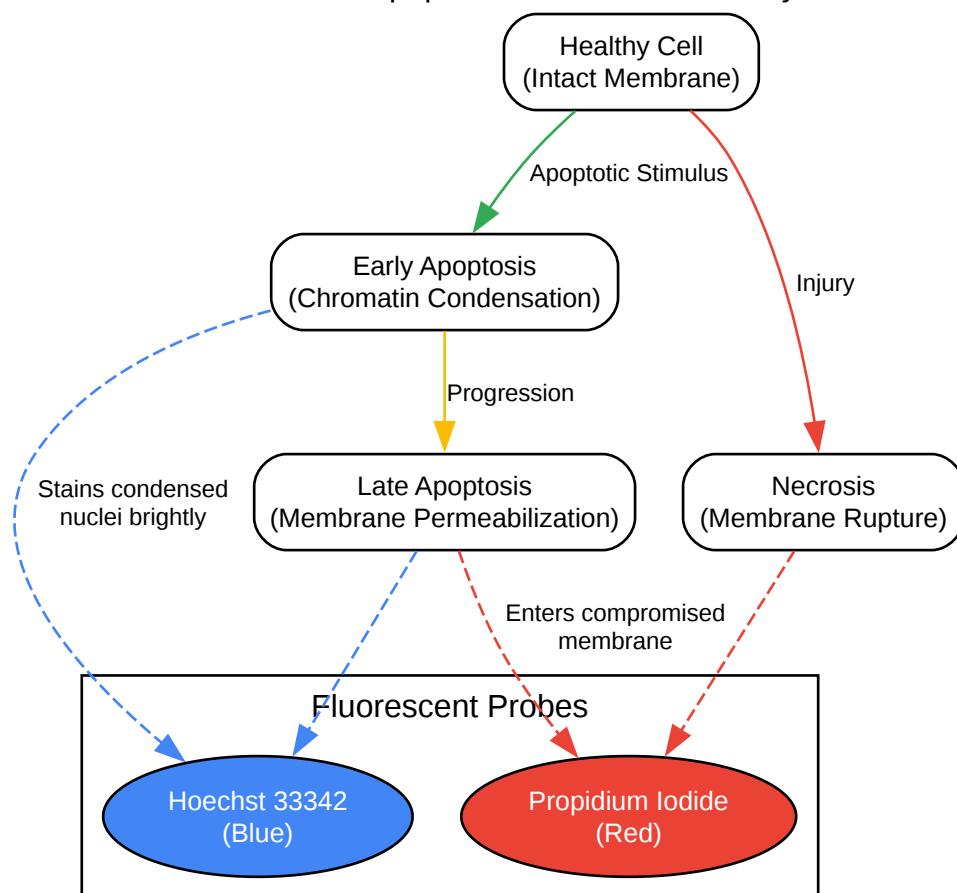 Healthy Cell
(Intact Membrane)
Apoptotic Stimulus
Early Apoptosis
(Chromatin Condensation)
Injury
Progression
Stains condensed
nuclei brightly
Late Apoptosis
(Membrane Permeabilization)
Necrosis
(Membrane Rupture)
Enters compromised
membrane
Fluorescent Probes
Hoechst 33342
(Blue)
Propidium Iodide
(Red)